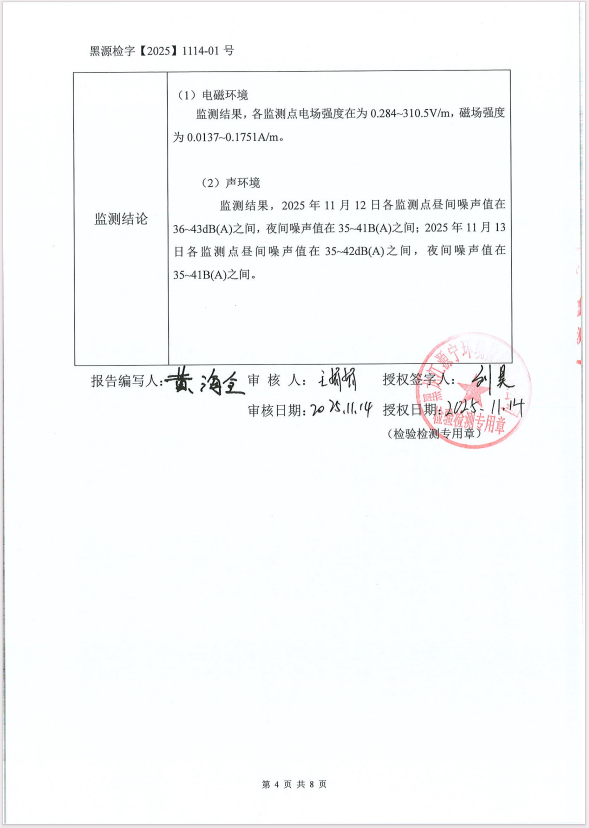 黑源检字【2025】1114-01 号
（1）电磁环境
监测结果，各监测点电场强度在为 0.284~310.5V/m，磁场强度
为 0.0137~0.1751A/m。
监测结论
（2）声环境
监测结果，2025 年 11 月 12 日各监测点昼间噪声值在
36~43dB(A)之间，夜间噪声值在 35~41B(A)之间；2025 年 11 月 13
日各监测点昼间噪声值在 35~42dB(A)之间，夜间噪声值在
35~41B(A)之间。
报告编写人：黄海全 审 核 人： 授权签字人：
审核日期：2025.11.14 授权日期：2025.11.14
（检验检测专用章）
检验检测专用章
第 4 页 共 8 页